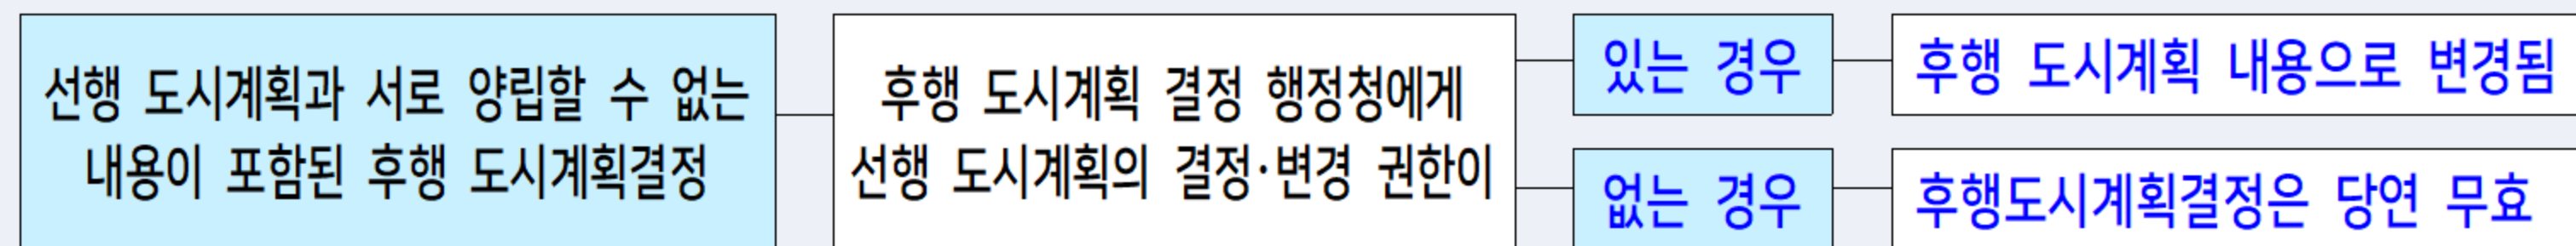 선행 도시계획과 서로 양립할 수 없는
내용이 포함된 후행 도시계획결정
후행 도시계획 결정 행정청에게
선행 도시계획의 결정·변경 권한이
있는 경우
후행 도시계획 내용으로 변경됨
없는 경우
후행도시계획결정은 당연 무효